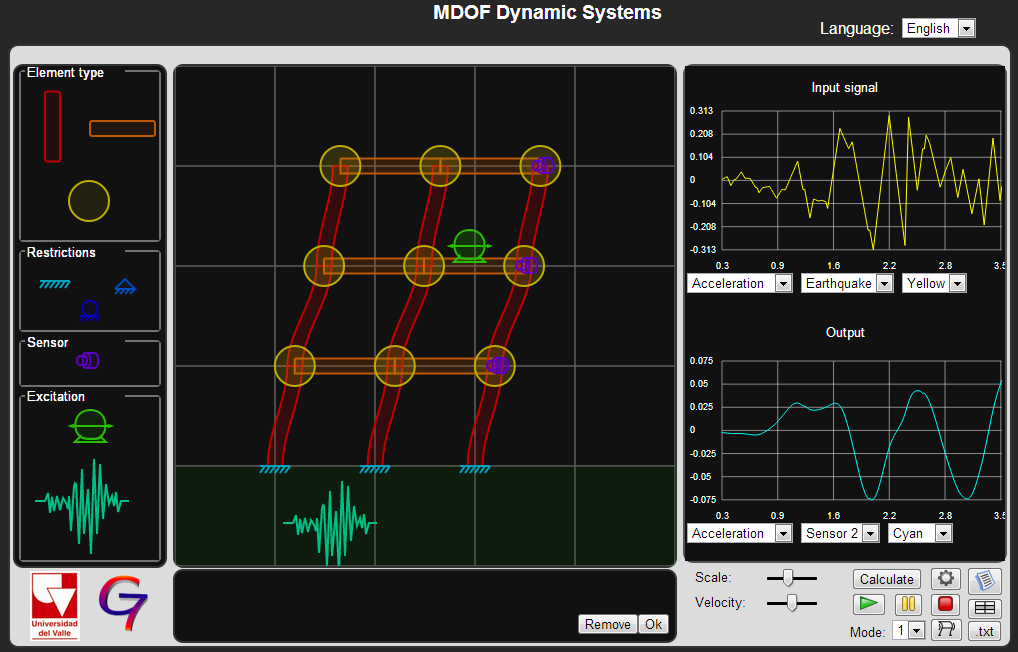 MDOF Dynamic Systems
Language: English
Element type
Restrictions
Sensor
Excitation
Universidad
del Valle
G7
Remove Ok
Input signal
0.313
0.208
0.104
0
-0.104
-0.208
-0.313
0.3 0.9 1.6 2.2 2.8 3.5
Acceleration Earthquake Yellow
Output
0.075
0.05
0.025
0
-0.025
-0.05
-0.075
0.3 0.9 1.6 2.2 2.8 3.5
Acceleration Sensor 2 Cyan
Scale: Calculate
Velocity:
Mode: 1 .txt